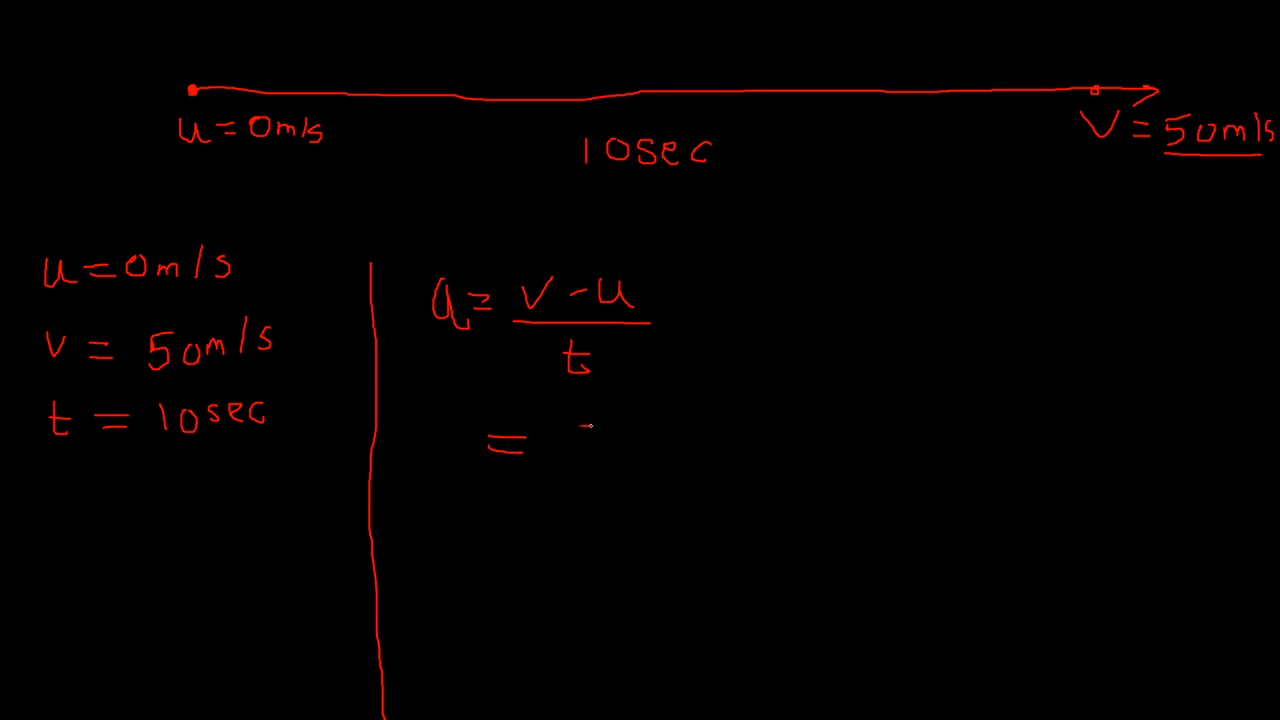 u = 0m/s
V = 50m/s
10sec
u = 0m/s
v = 50m/s
t = 10sec
a = v - u
t
=